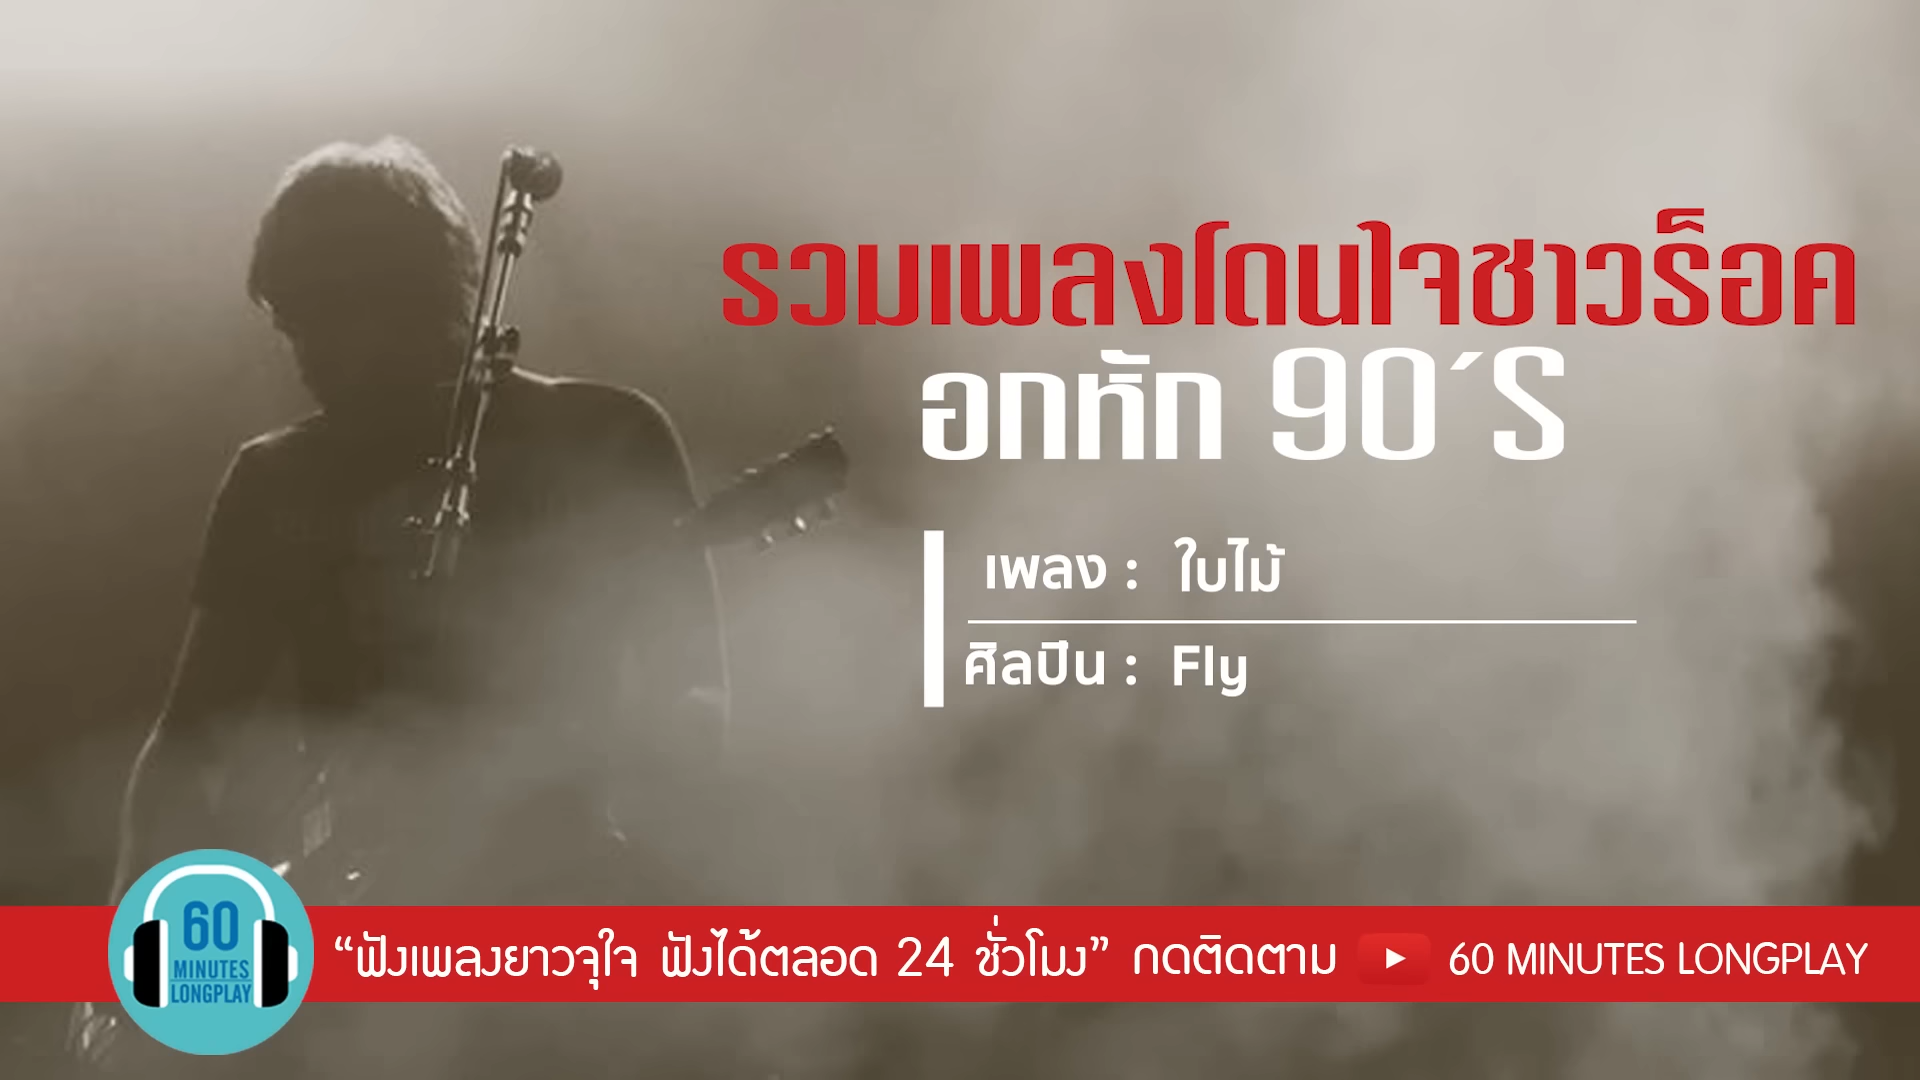 รวมเพลงโดนใจชาวร็อค
อกหัก 90´S
เพลง : ใบไม้
ศิลปิน : Fly
60
MINUTES
LONGPLAY
“ฟังเพลงยาวจุใจ ฟังได้ตลอด 24 ชั่วโมง” กดติดตาม 60 MINUTES LONGPLAY